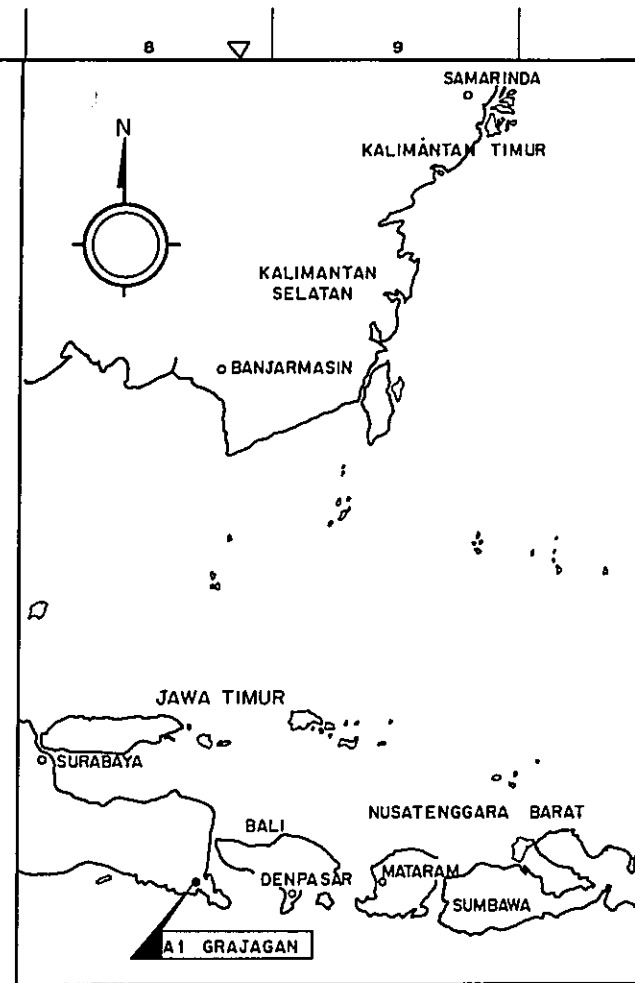 8
9
SAMARINDA
N
KALIMANTAN TIMUR
KALIMANTAN
SELATAN
BANJARMASIN
JAWA TIMUR
SURABAYA
BALI
NUSATENGGARA BARAT
DENPASAR
MATARAM
SUMBAWA
A1 GRAJAGAN